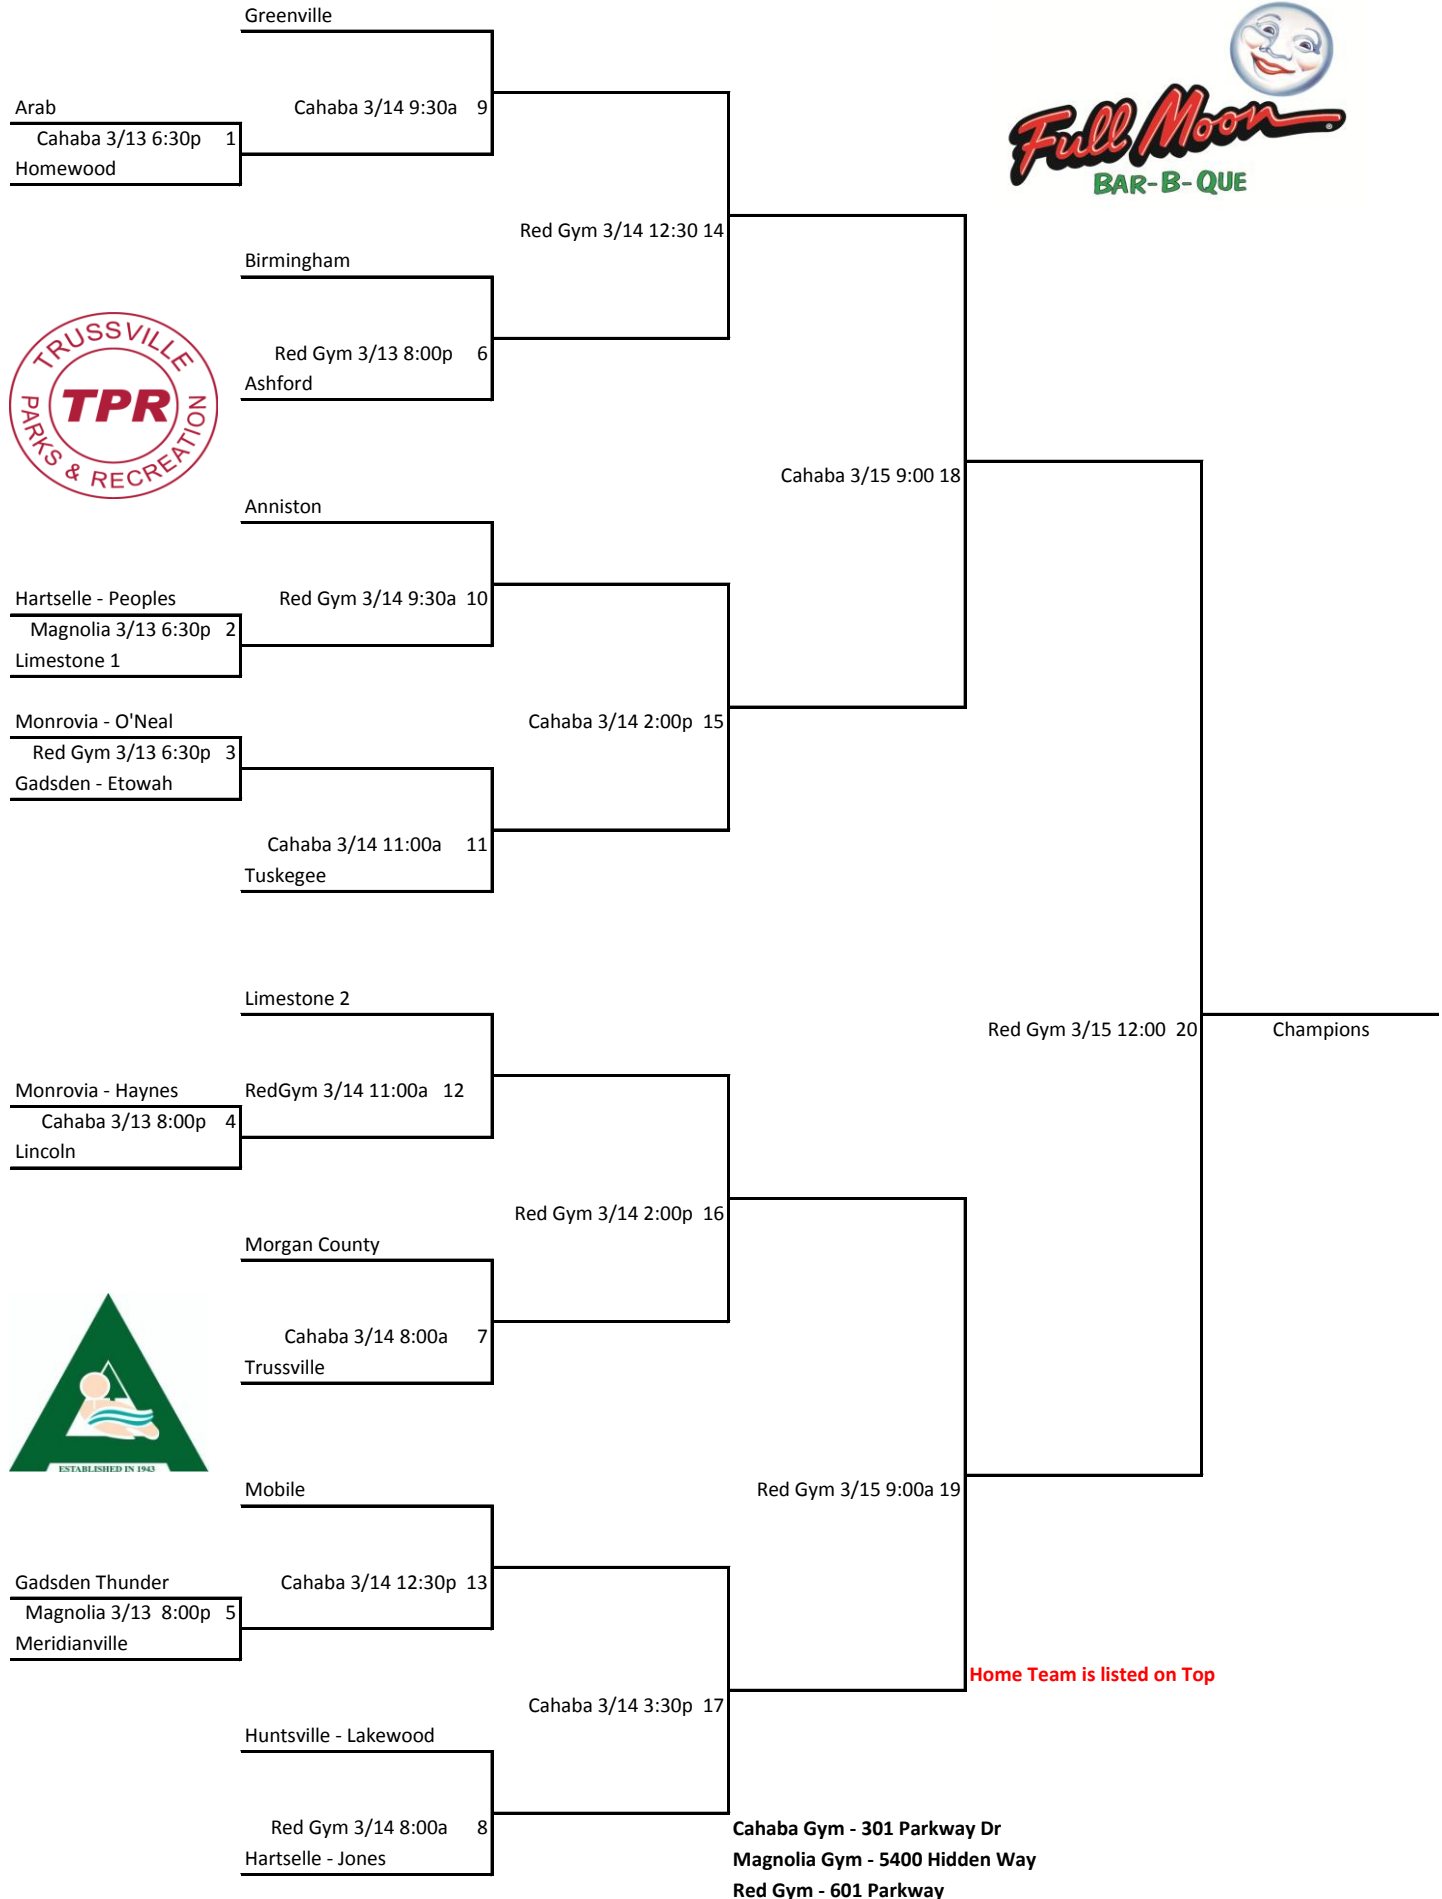 Greenville
Full Moon
BAR-B-QUE
Arab
Cahaba 3/14 9:30a 9
Cahaba 3/13 6:30p 1
Homewood
Red Gym 3/14 12:30 14
Birmingham
TRUSSVILLE
TPR
PARKS & RECREATION
Red Gym 3/13 8:00p 6
Ashford
Cahaba 3/15 9:00 18
Anniston
Hartselle - Peoples
Red Gym 3/14 9:30a 10
Magnolia 3/13 6:30p 2
Limestone 1
Monrovia - O'Neal
Cahaba 3/14 2:00p 15
Red Gym 3/13 6:30p 3
Gadsden - Etowah
Cahaba 3/14 11:00a 11
Tuskegee
Limestone 2
Red Gym 3/15 12:00 20
Champions
Monrovia - Haynes
RedGym 3/14 11:00a 12
Cahaba 3/13 8:00p 4
Lincoln
Red Gym 3/14 2:00p 16
Morgan County
Cahaba 3/14 8:00a 7
Trussville
ESTABLISHED IN 1943
Mobile
Red Gym 3/15 9:00a 19
Gadsden Thunder
Cahaba 3/14 12:30p 13
Magnolia 3/13 8:00p 5
Meridianville
Home Team is listed on Top
Cahaba 3/14 3:30p 17
Huntsville - Lakewood
Red Gym 3/14 8:00a 8
Hartselle - Jones
Cahaba Gym - 301 Parkway Dr
Magnolia Gym - 5400 Hidden Way
Red Gym - 601 Parkway